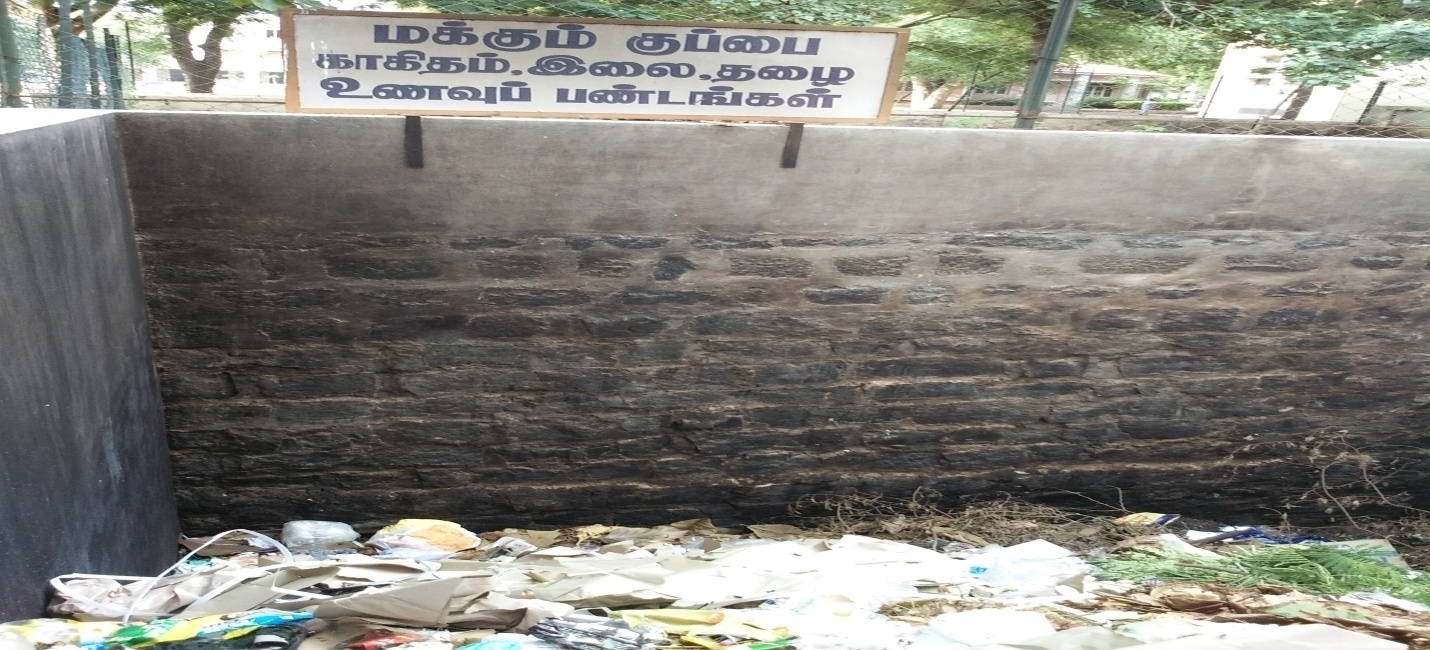 மக்கும் குப்பை
காகிதம்.இலை.தழை
உணவுப் பண்டங்கள்